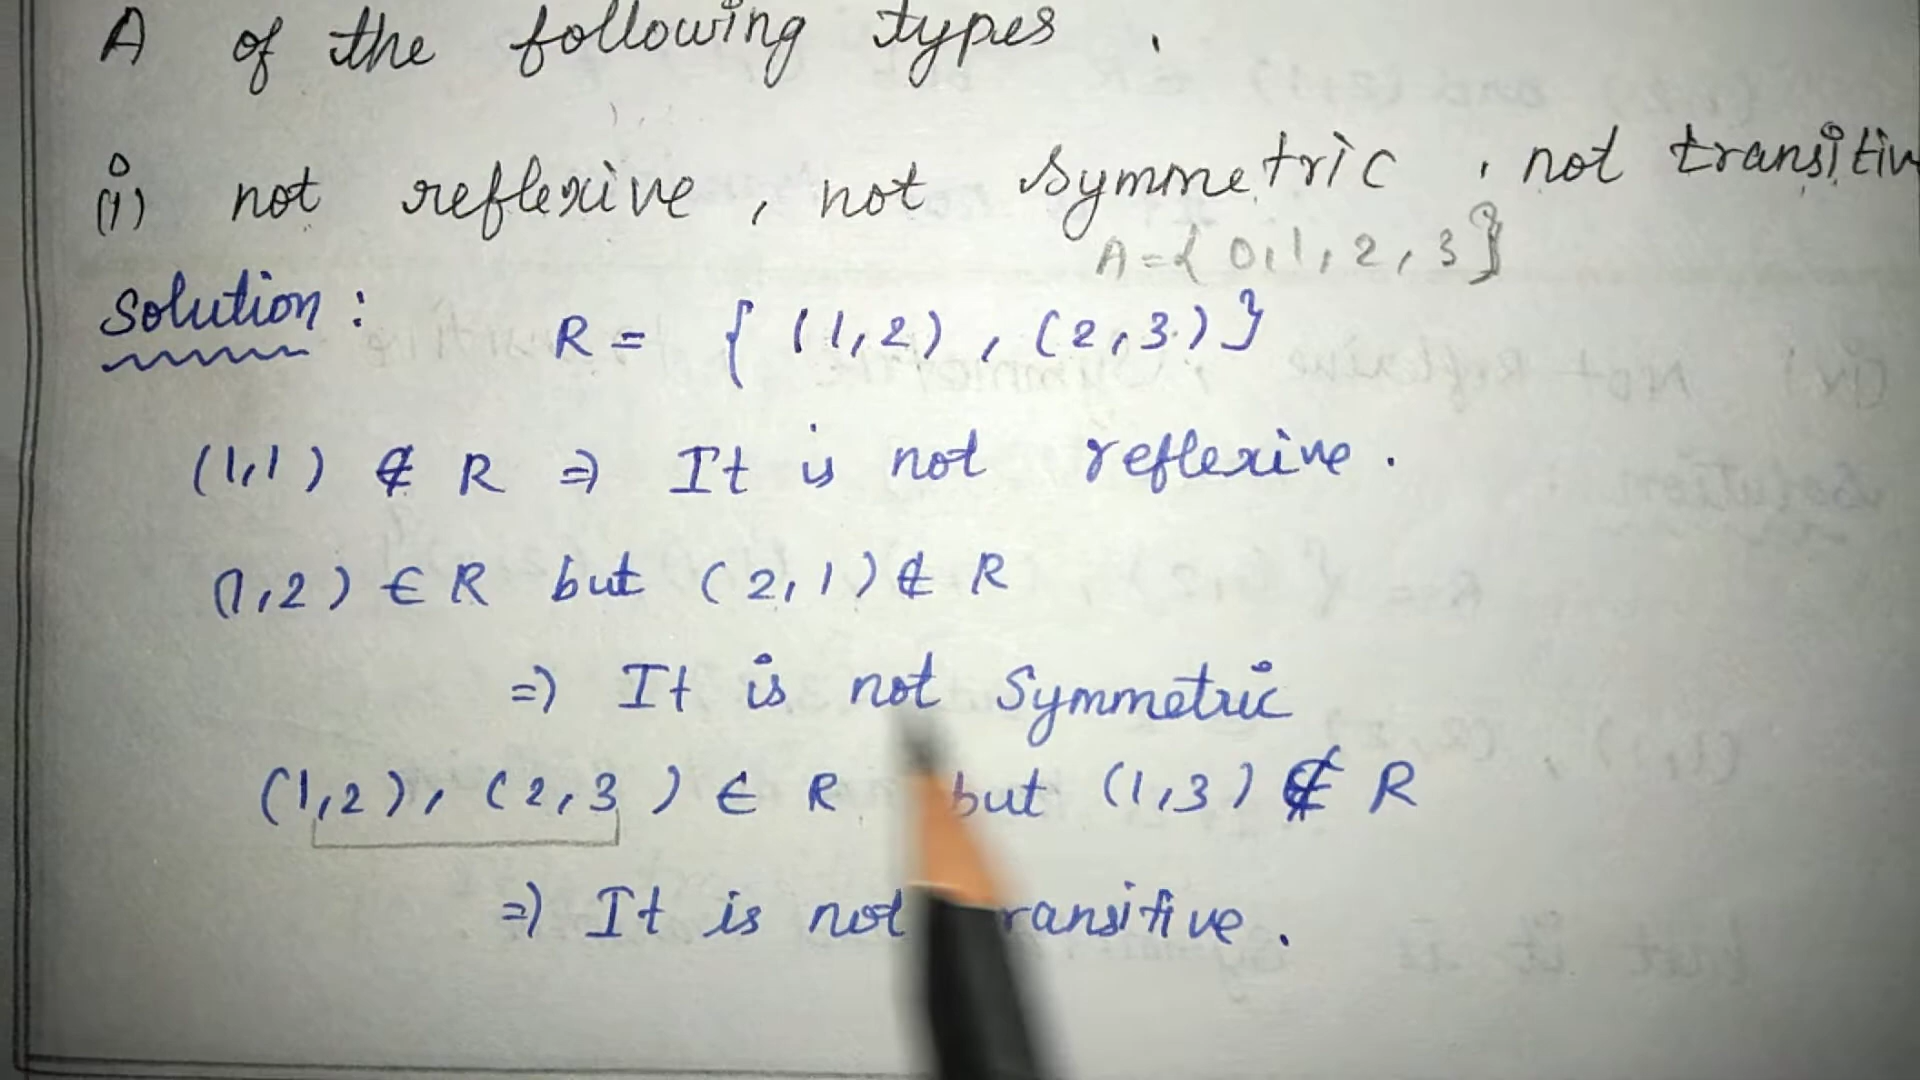 A of the following types .
(i) not reflexive , not Symmetric , not transitiv
A = { 0, 1, 2, 3 }
Solution :
R = { (1,2) , (2,3) }
(1,1) ∉ R ⇒ It is not reflexive .
(1,2) ∈ R but (2,1) ∉ R
⇒ It is not Symmetric
(1,2), (2,3) ∈ R but (1,3) ∉ R
⇒ It is not ransitive .